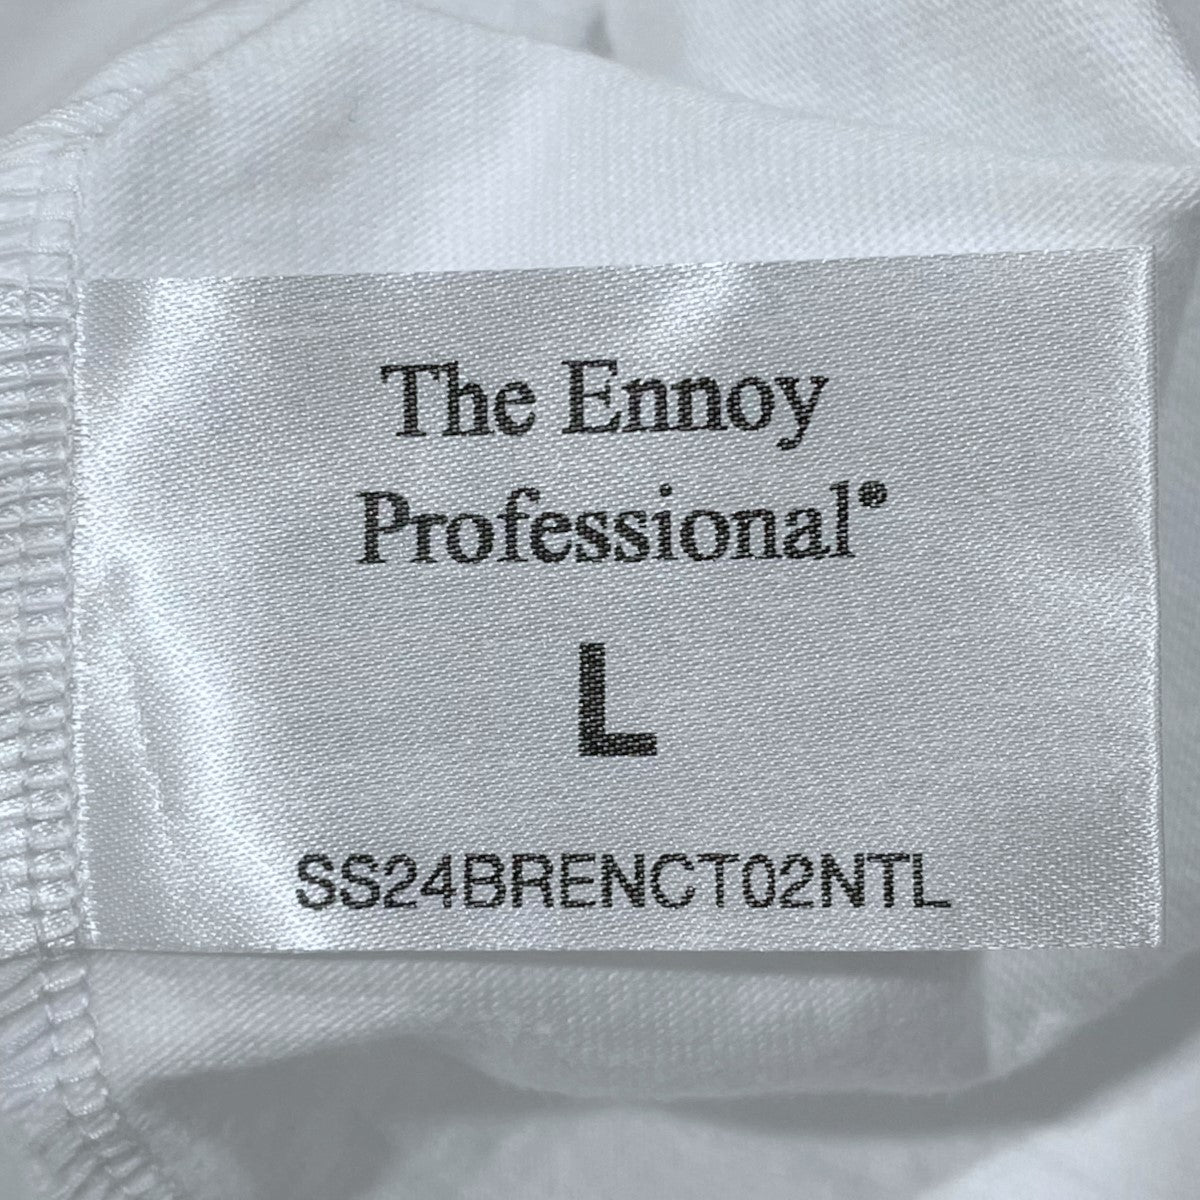 The Ennoy
Professional®
L
SS24BRENCT02NTL